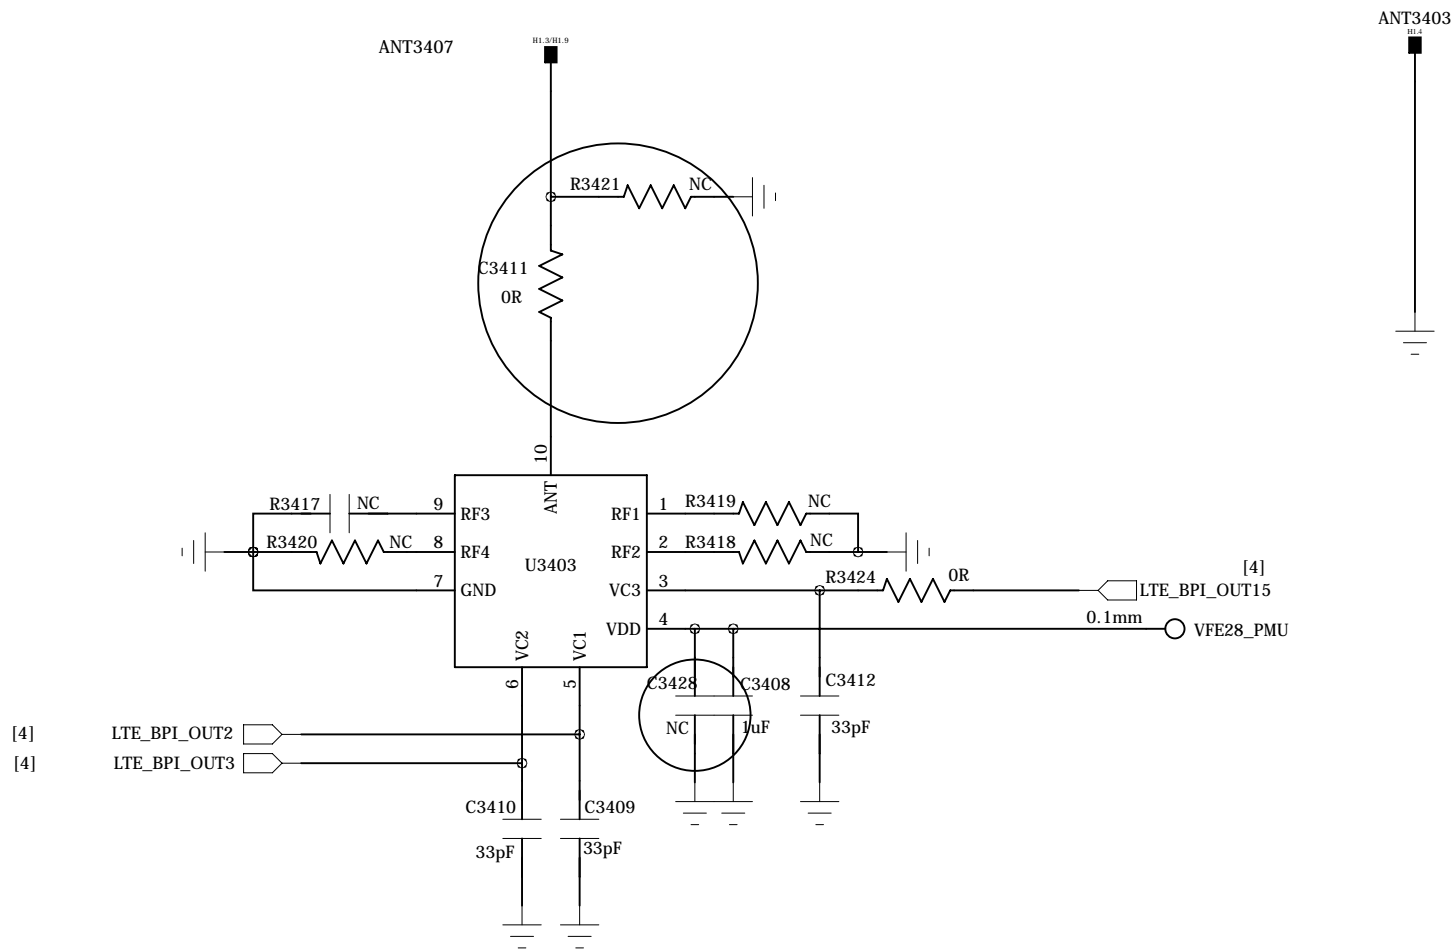 ANT3403
H1.4
ANT3407
H1.3/H1.9
R3421 NC
C3411
0R
10
ANT
R3417 NC 9 RF3
RF1 1 R3419 NC
R3420 NC 8 RF4
RF2 2 R3418 NC
U3403
7 GND
VC3 3 R3424 0R
[4]
LTE_BPI_OUT15
VDD 4
0.1mm
VFE28_PMU
VC2
VC1
6
5
C3428
C3408
C3412
NC
1uF
33pF
[4] LTE_BPI_OUT2
[4] LTE_BPI_OUT3
C3410
C3409
33pF
33pF